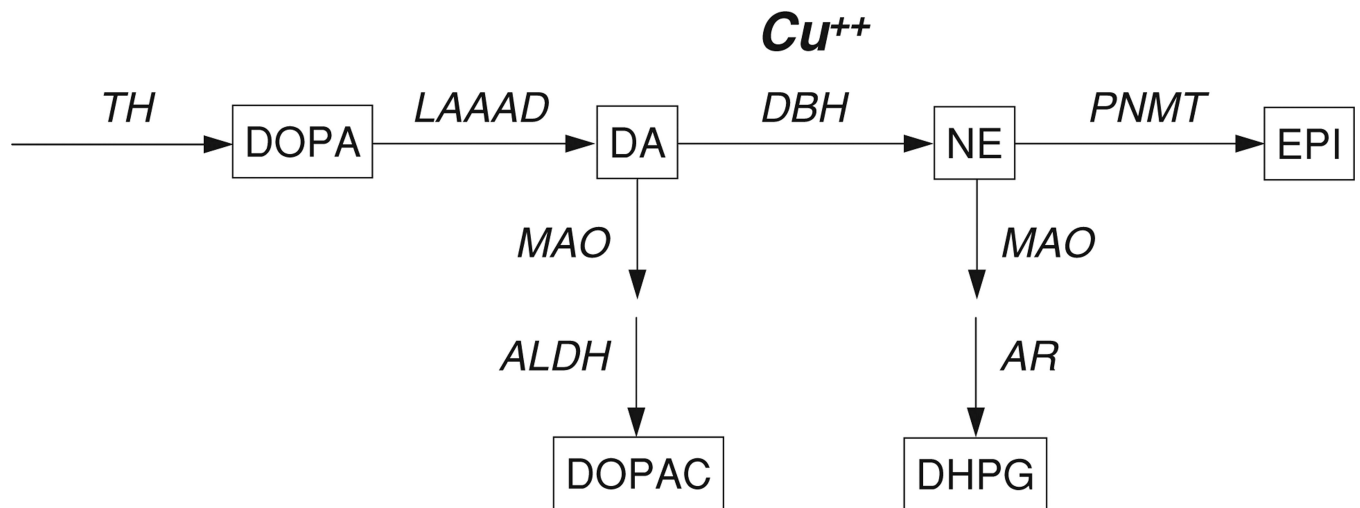 Cu++
TH LAAAD DBH PNMT
DOPA DA NE EPI
MAO MAO
ALDH AR
DOPAC DHPG